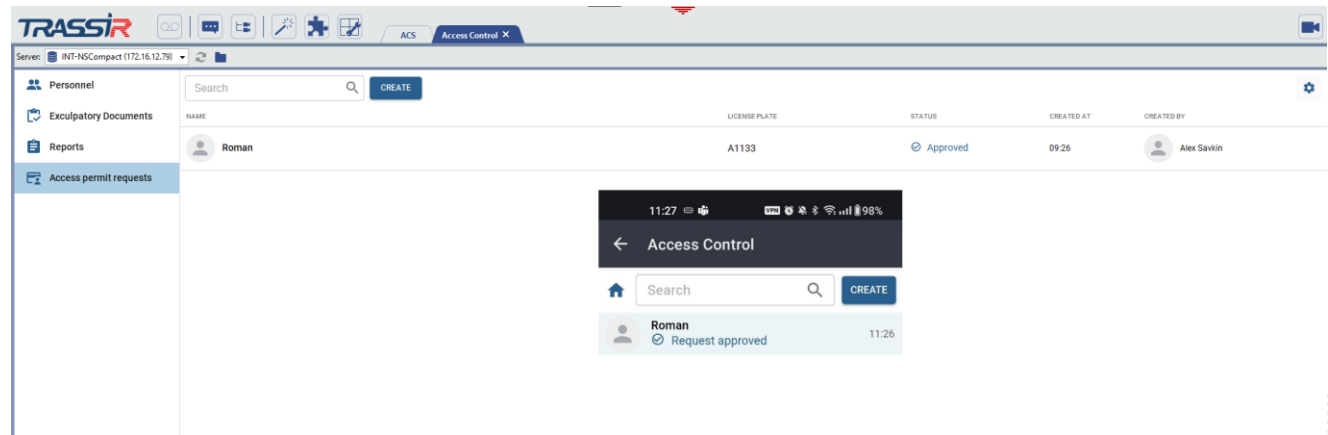 TRASSIR
ACS
Access Control X
Server: INT-NSCompact (172.16.12.79)
Personnel
Exculpatory Documents
Reports
Access permit requests
Search
CREATE
NAME LICENSE PLATE STATUS CREATED AT CREATED BY
Roman A1133 Approved 09:26 Alex Savkin
11:27 VPN 98%
Access Control
Search CREATE
Roman
Request approved 11:26